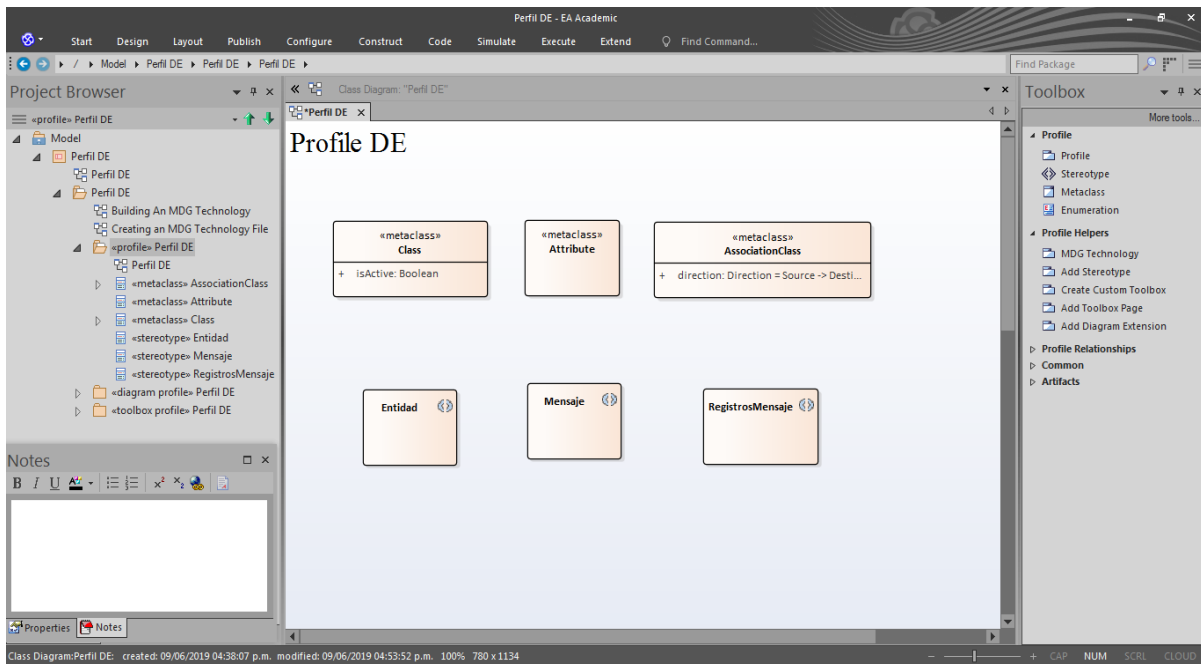 Perfil DE - EA Academic
Start Design Layout Publish Configure Construct Code Simulate Execute Extend Find Command...
/ Model Perfil DE Perfil DE Perfil DE
Find Package
Project Browser
«profile» Perfil DE
Model
Perfil DE
Perfil DE
Perfil DE
Building An MDG Technology
Creating an MDG Technology File
«profile» Perfil DE
Perfil DE
«metaclass» AssociationClass
«metaclass» Attribute
«metaclass» Class
«stereotype» Entidad
«stereotype» Mensaje
«stereotype» RegistrosMensaje
«diagram profile» Perfil DE
«toolbox profile» Perfil DE
Notes
B I U A x² x₂
Properties Notes
Class Diagram: "Perfil DE"
*Perfil DE x
Profile DE
«metaclass»
Class
+ isActive: Boolean
«metaclass»
Attribute
«metaclass»
AssociationClass
+ direction: Direction = Source -> Desti...
Entidad
Mensaje
RegistrosMensaje
Toolbox
More tools...
Profile
Profile
Stereotype
Metaclass
Enumeration
Profile Helpers
MDG Technology
Add Stereotype
Create Custom Toolbox
Add Toolbox Page
Add Diagram Extension
Profile Relationships
Common
Artifacts
Class Diagram:Perfil DE: created: 09/06/2019 04:38:07 p.m. modified: 09/06/2019 04:53:52 p.m. 100% 780 x 1134
CAP NUM SCRL CLOUD